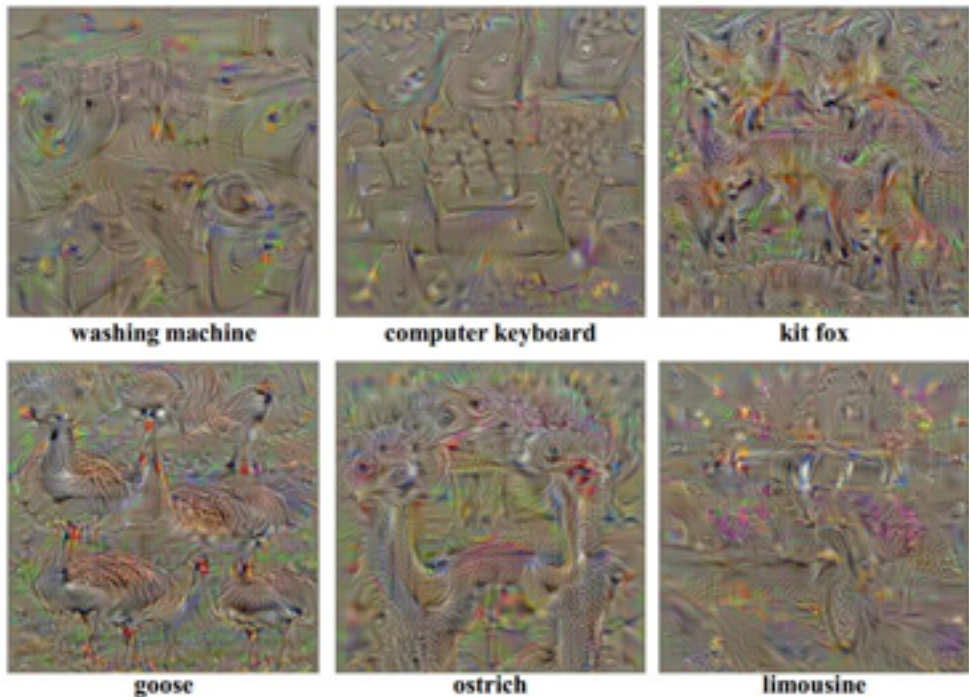 washing machine
computer keyboard
kit fox
goose
ostrich
limousine